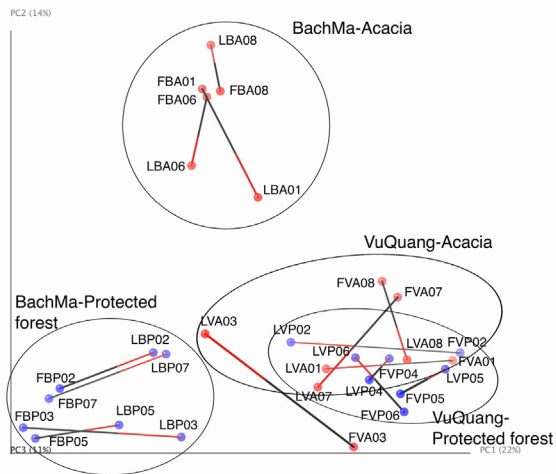 PC2 (14%)
BachMa-Acacia
LBA08
FBA01
FBA08
FBA06
LBA06
LBA01
VuQuang-Acacia
FVA08
FVA07
BachMa-Protected
forest
LVA03
LVP02
LBP02
LVP06
LVA08
FVP02
LBP07
LVA01
FVA01
FBP02
FVP04
LVP05
FBP07
LVA07
LVP04
FVP05
FBP03
LBP05
LBP03
FVP06
VuQuang-
Protected forest
FBP05
FVA03
PC3 (11%)
PC1 (22%)